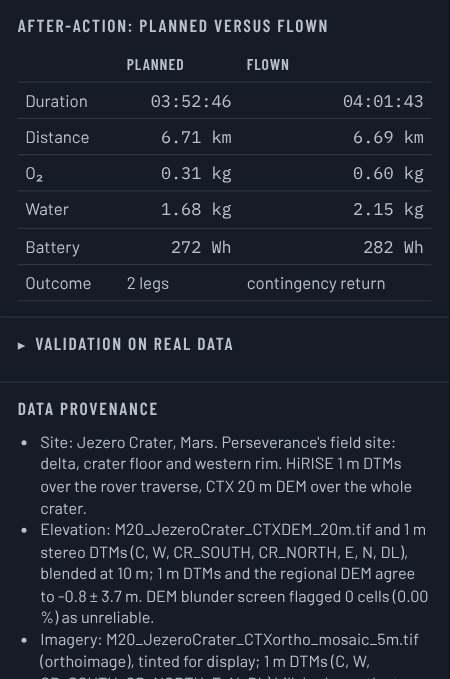 AFTER-ACTION: PLANNED VERSUS FLOWN
PLANNED FLOWN
Duration 03:52:46 04:01:43
Distance 6.71 km 6.69 km
O₂ 0.31 kg 0.60 kg
Water 1.68 kg 2.15 kg
Battery 272 Wh 282 Wh
Outcome 2 legs contingency return
▸ VALIDATION ON REAL DATA
DATA PROVENANCE
• Site: Jezero Crater, Mars. Perseverance's field site:
delta, crater floor and western rim. HiRISE 1 m DTMs
over the rover traverse, CTX 20 m DEM over the whole
crater.
• Elevation: M20_JezeroCrater_CTXDEM_20m.tif and 1 m
stereo DTMs (C, W, CR_SOUTH, CR_NORTH, E, N, DL),
blended at 10 m; 1 m DTMs and the regional DEM agree
to -0.8 ± 3.7 m. DEM blunder screen flagged 0 cells (0.00
%) as unreliable.
• Imagery: M20_JezeroCrater_CTXortho_mosaic_5m.tif
(orthoimage), tinted for display; 1 m DTMs (C, W,